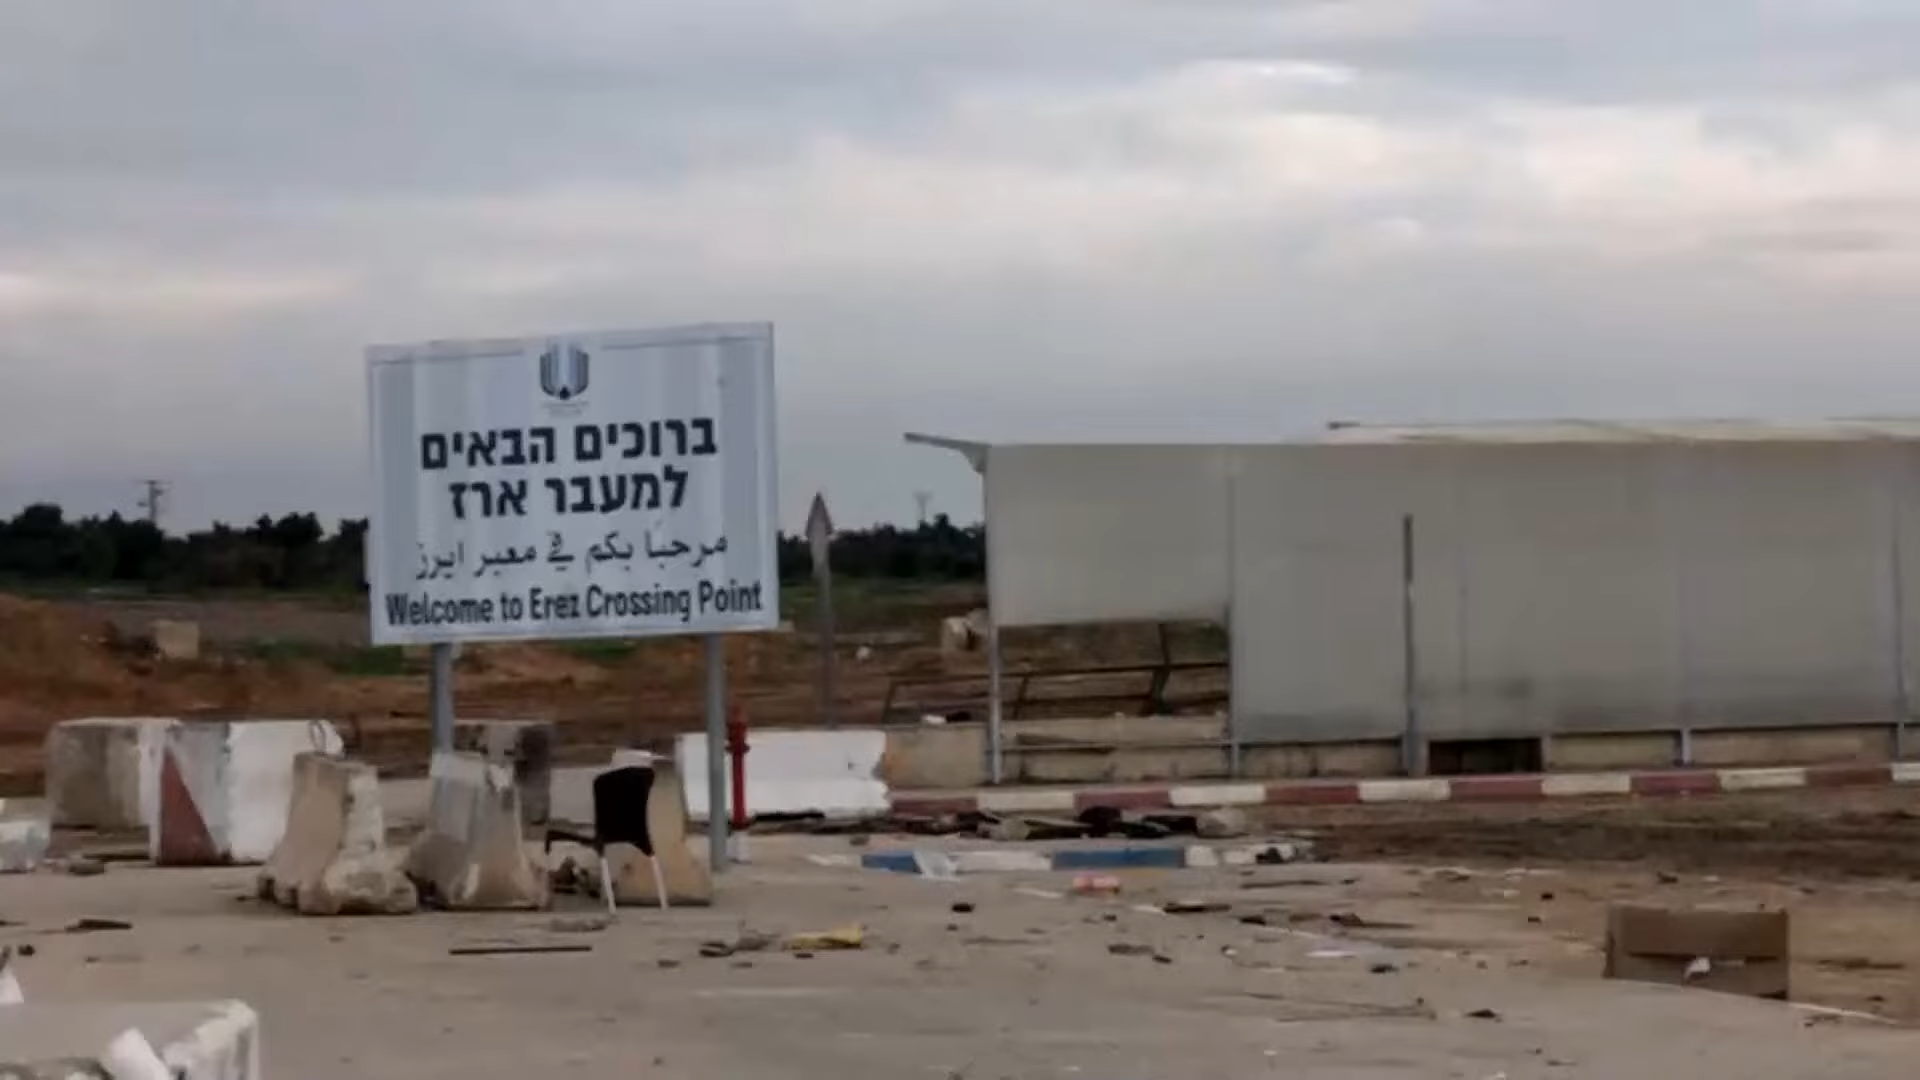 ברוכים הבאים
למעבר ארז
مرحبا بكم في معبر ايرز
Welcome to Erez Crossing Point